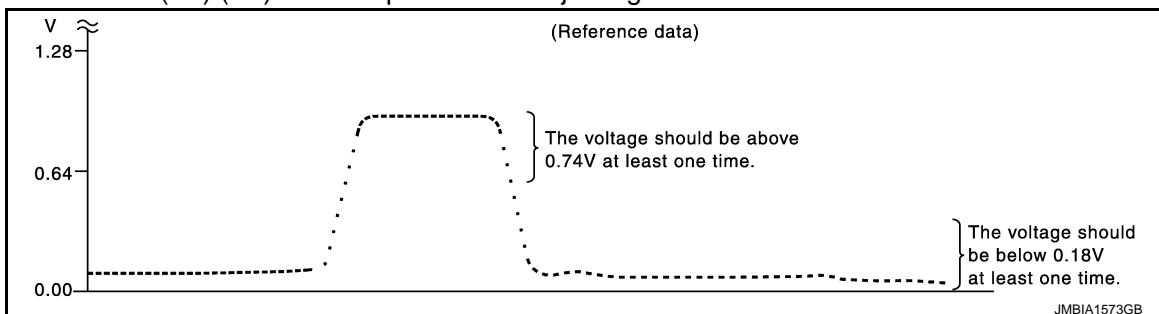 V
(Reference data)
1.28
The voltage should be above
0.74V at least one time.
0.64
The voltage should
be below 0.18V
at least one time.
0.00
JMBIA1573GB